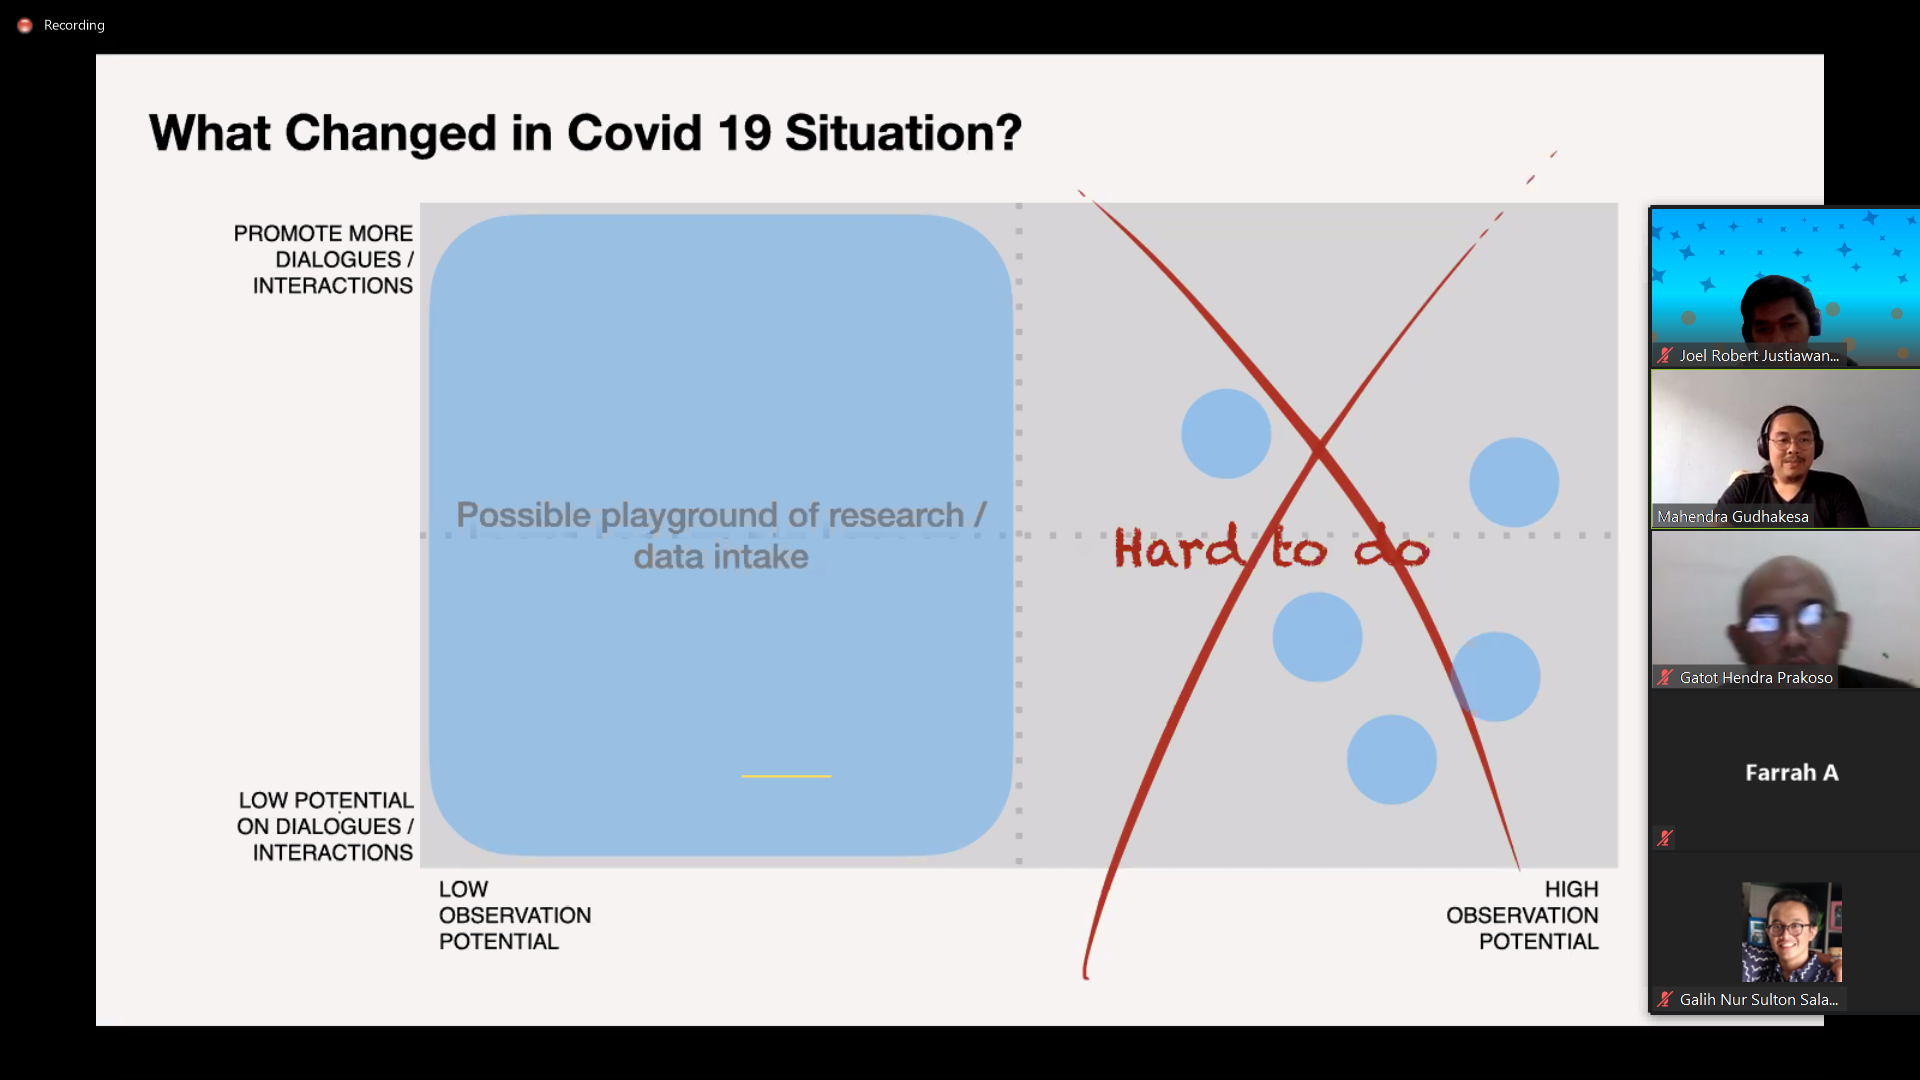 Recording
What Changed in Covid 19 Situation?
PROMOTE MORE
DIALOGUES /
INTERACTIONS
Possible playground of research /
data intake
Hard to do
LOW POTENTIAL
ON DIALOGUES /
INTERACTIONS
LOW
OBSERVATION
POTENTIAL
HIGH
OBSERVATION
POTENTIAL
Joel Robert Justiawan...
Mahendra Gudhakesa
Gatot Hendra Prakoso
Farrah A
Galih Nur Sulton Sala...